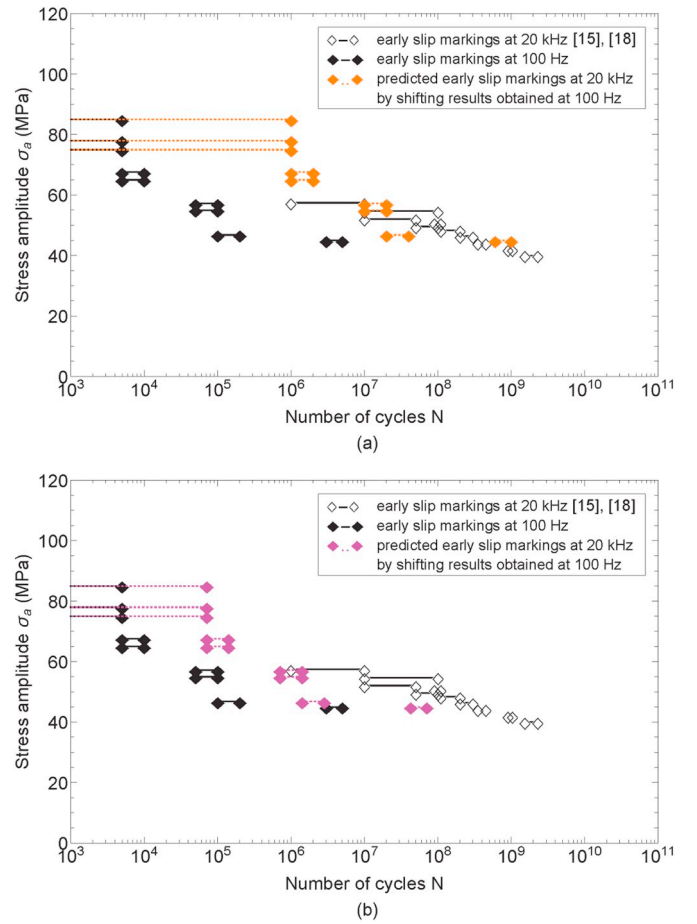 120
100
80
60
40
20
0
Stress amplitude σa (MPa)
early slip markings at 20 kHz [15], [18]
early slip markings at 100 Hz
predicted early slip markings at 20 kHz
by shifting results obtained at 100 Hz
10³ 10⁴ 10⁵ 10⁶ 10⁷ 10⁸ 10⁹ 10¹⁰ 10¹¹
Number of cycles N
(a)
120
100
80
60
40
20
0
Stress amplitude σa (MPa)
early slip markings at 20 kHz [15], [18]
early slip markings at 100 Hz
predicted early slip markings at 20 kHz
by shifting results obtained at 100 Hz
10³ 10⁴ 10⁵ 10⁶ 10⁷ 10⁸ 10⁹ 10¹⁰ 10¹¹
Number of cycles N
(b)